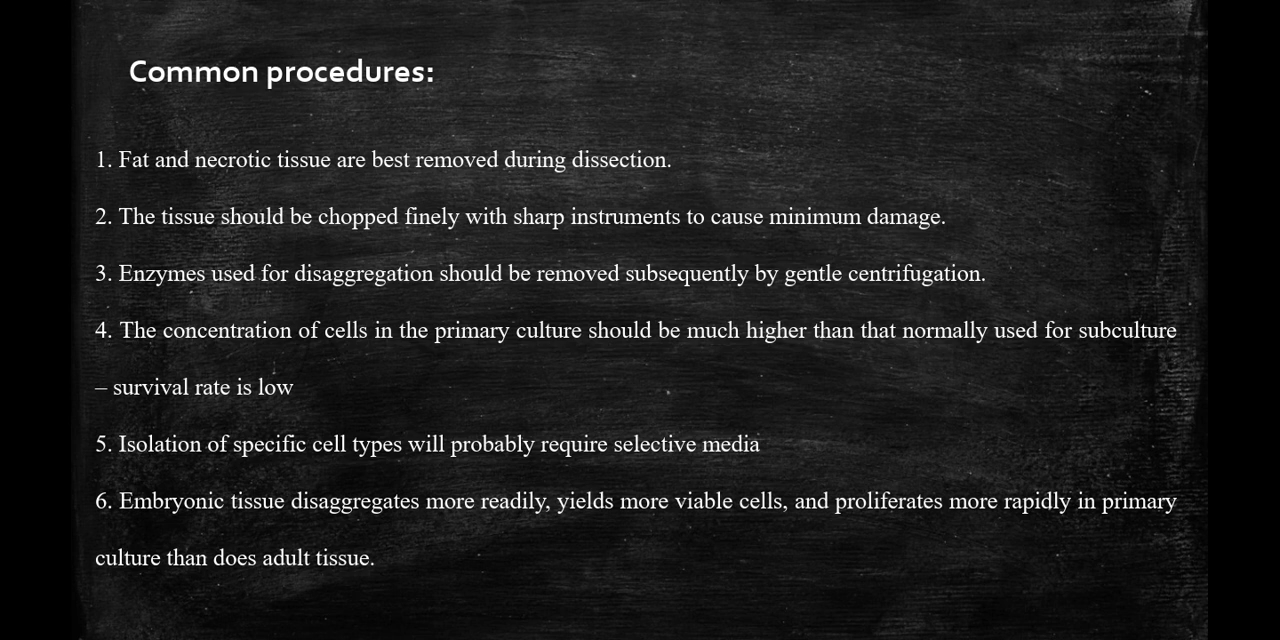 Common procedures:
1. Fat and necrotic tissue are best removed during dissection.
2. The tissue should be chopped finely with sharp instruments to cause minimum damage.
3. Enzymes used for disaggregation should be removed subsequently by gentle centrifugation.
4. The concentration of cells in the primary culture should be much higher than that normally used for subculture
– survival rate is low
5. Isolation of specific cell types will probably require selective media
6. Embryonic tissue disaggregates more readily, yields more viable cells, and proliferates more rapidly in primary
culture than does adult tissue.